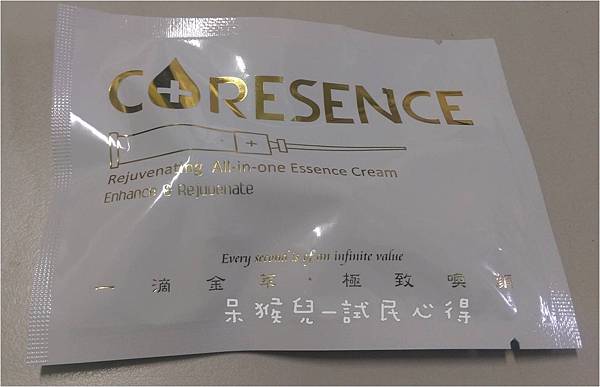 CARESENCE
Rejuvenating All-in-one Essence Cream
Enhance & Rejuvenate
Every second is of an infinite value
一滴金萃・極致喚顏
呆猴兒─試民心得